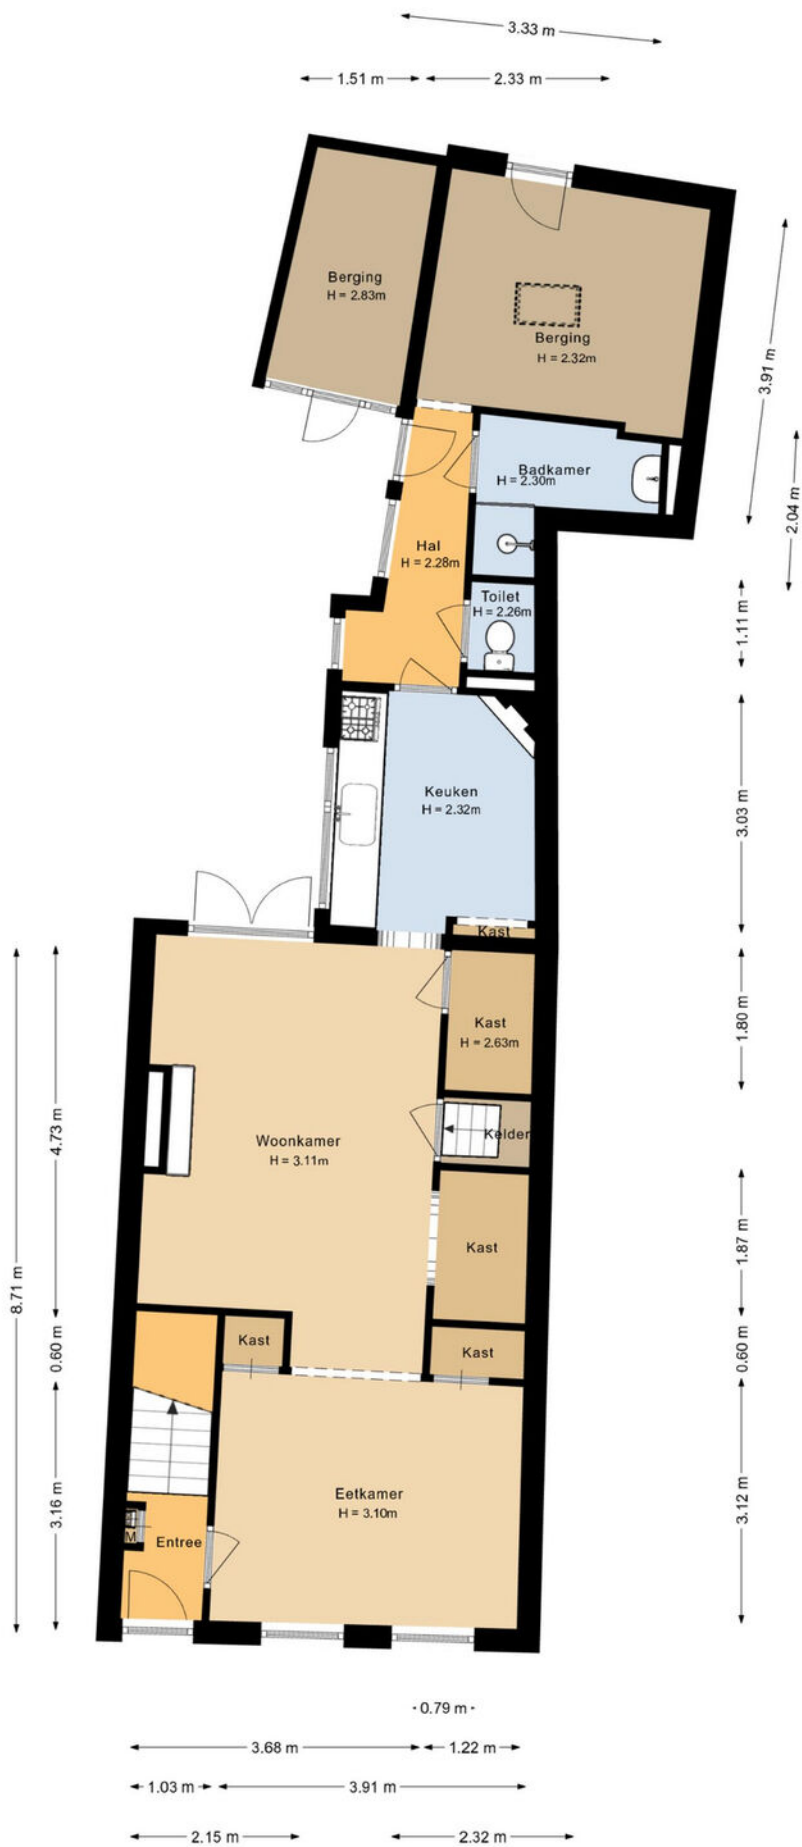 3.33 m
1.51 m
2.33 m
Berging
H = 2.83m
Berging
H = 2.32m
3.91 m
2.04 m
Badkamer
H = 2.30m
Hal
H = 2.28m
Toilet
H = 2.26m
1.11 m
Keuken
H = 2.32m
3.03 m
Kast
Kast
H = 2.63m
1.80 m
Kelder
Woonkamer
H = 3.11m
4.73 m
8.71 m
Kast
1.87 m
Kast
Kast
0.60 m
0.60 m
Eetkamer
H = 3.10m
3.16 m
3.12 m
M
Entree
0.79 m
3.68 m
1.22 m
1.03 m
3.91 m
2.15 m
2.32 m